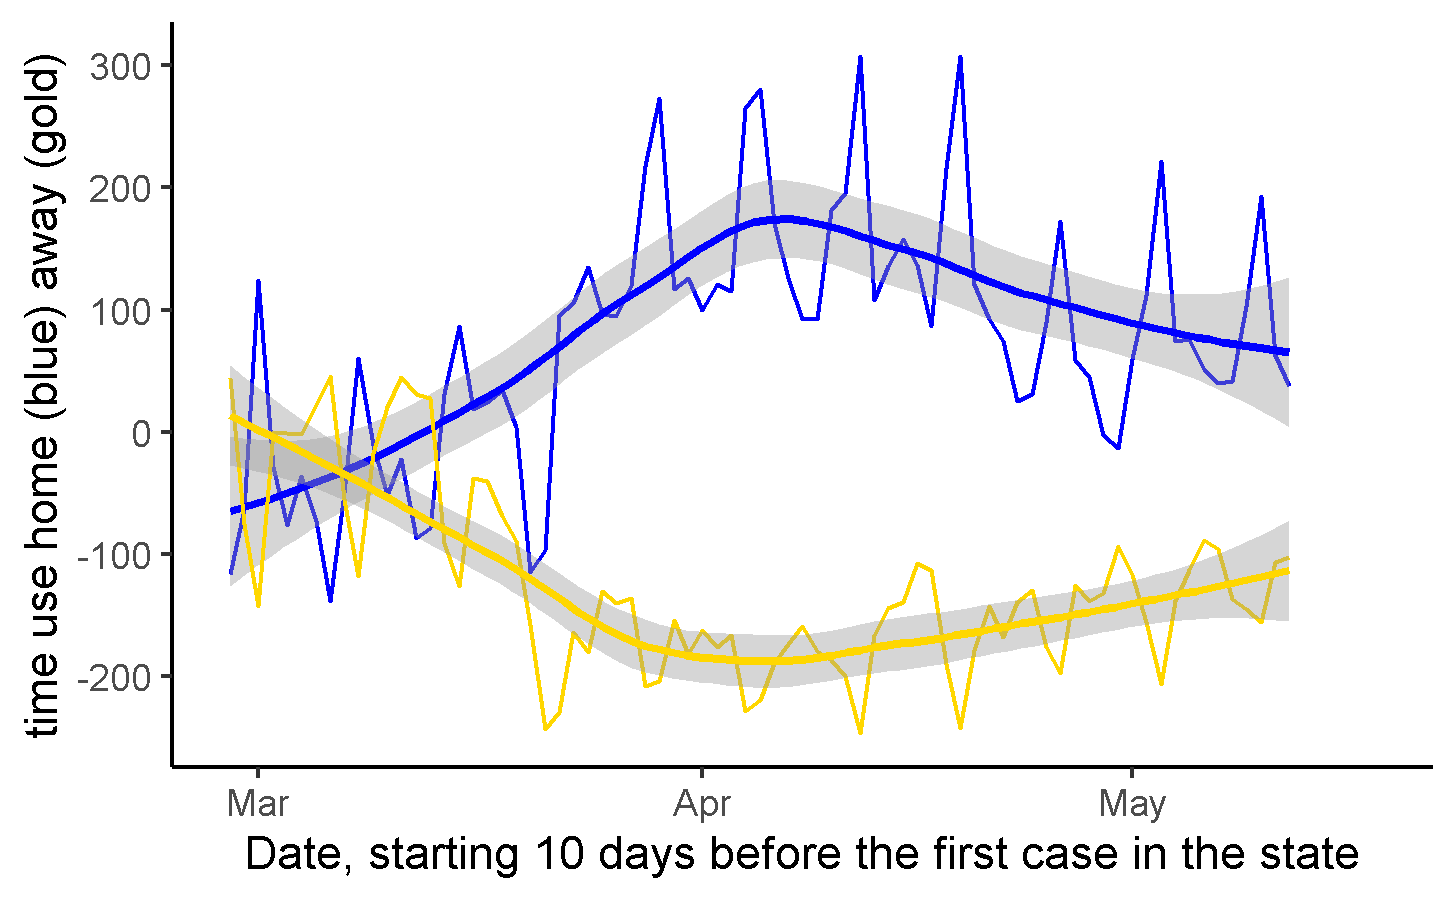 time use home (blue) away (gold)
300
200
100
0
-100
-200
Mar Apr May
Date, starting 10 days before the first case in the state